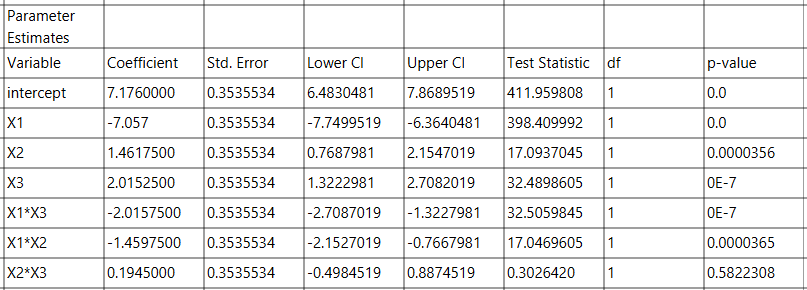 Parameter
Estimates
Variable Coefficient Std. Error Lower CI Upper CI Test Statistic df p-value
intercept 7.1760000 0.3535534 6.4830481 7.8689519 411.959808 1 0.0
X1 -7.057 0.3535534 -7.7499519 -6.3640481 398.409992 1 0.0
X2 1.4617500 0.3535534 0.7687981 2.1547019 17.0937045 1 0.0000356
X3 2.0152500 0.3535534 1.3222981 2.7082019 32.4898605 1 0E-7
X1*X3 -2.0157500 0.3535534 -2.7087019 -1.3227981 32.5059845 1 0E-7
X1*X2 -1.4597500 0.3535534 -2.1527019 -0.7667981 17.0469605 1 0.0000365
X2*X3 0.1945000 0.3535534 -0.4984519 0.8874519 0.3026420 1 0.5822308